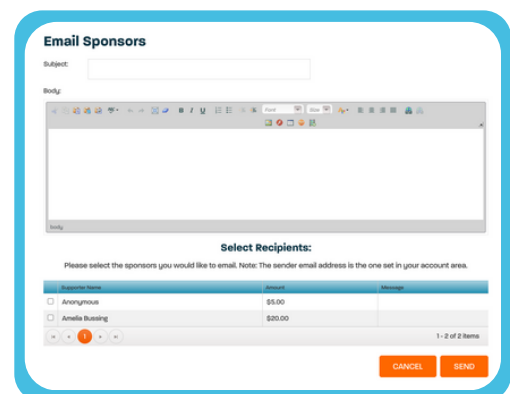 Email Sponsors
Subject:
Body:
B I U Font Size
body
Select Recipients:
Please select the sponsors you would like to email. Note: The sender email address is the one set in your account area.
Supporter Name Amount Message
Anonymous $5.00
Amelia Bussing $20.00
1 1 - 2 of 2 items
CANCEL SEND